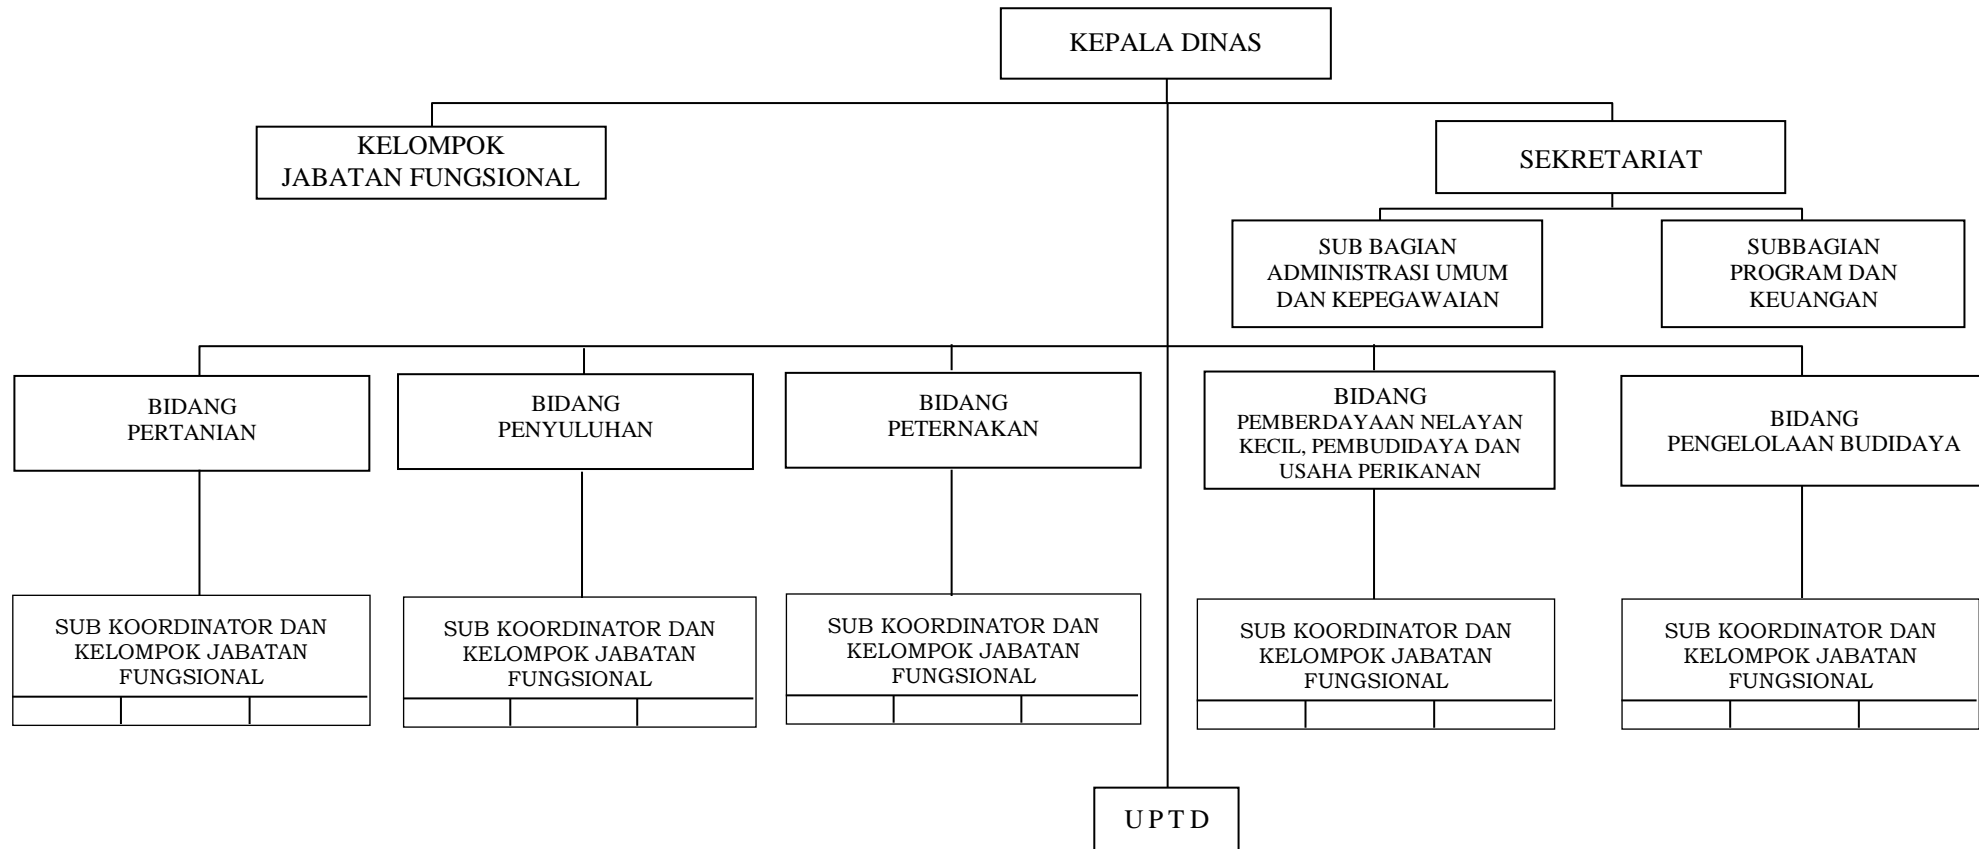 KEPALA DINAS
KELOMPOK
JABATAN FUNGSIONAL
SEKRETARIAT
SUB BAGIAN
ADMINISTRASI UMUM
DAN KEPEGAWAIAN
SUBBAGIAN
PROGRAM DAN
KEUANGAN
BIDANG
PERTANIAN
BIDANG
PENYULUHAN
BIDANG
PETERNAKAN
BIDANG
PEMBERDAYAAN NELAYAN
KECIL, PEMBUDIDAYA DAN
USAHA PERIKANAN
BIDANG
PENGELOLAAN BUDIDAYA
SUB KOORDINATOR DAN
KELOMPOK JABATAN
FUNGSIONAL
SUB KOORDINATOR DAN
KELOMPOK JABATAN
FUNGSIONAL
SUB KOORDINATOR DAN
KELOMPOK JABATAN
FUNGSIONAL
SUB KOORDINATOR DAN
KELOMPOK JABATAN
FUNGSIONAL
SUB KOORDINATOR DAN
KELOMPOK JABATAN
FUNGSIONAL
U P T D